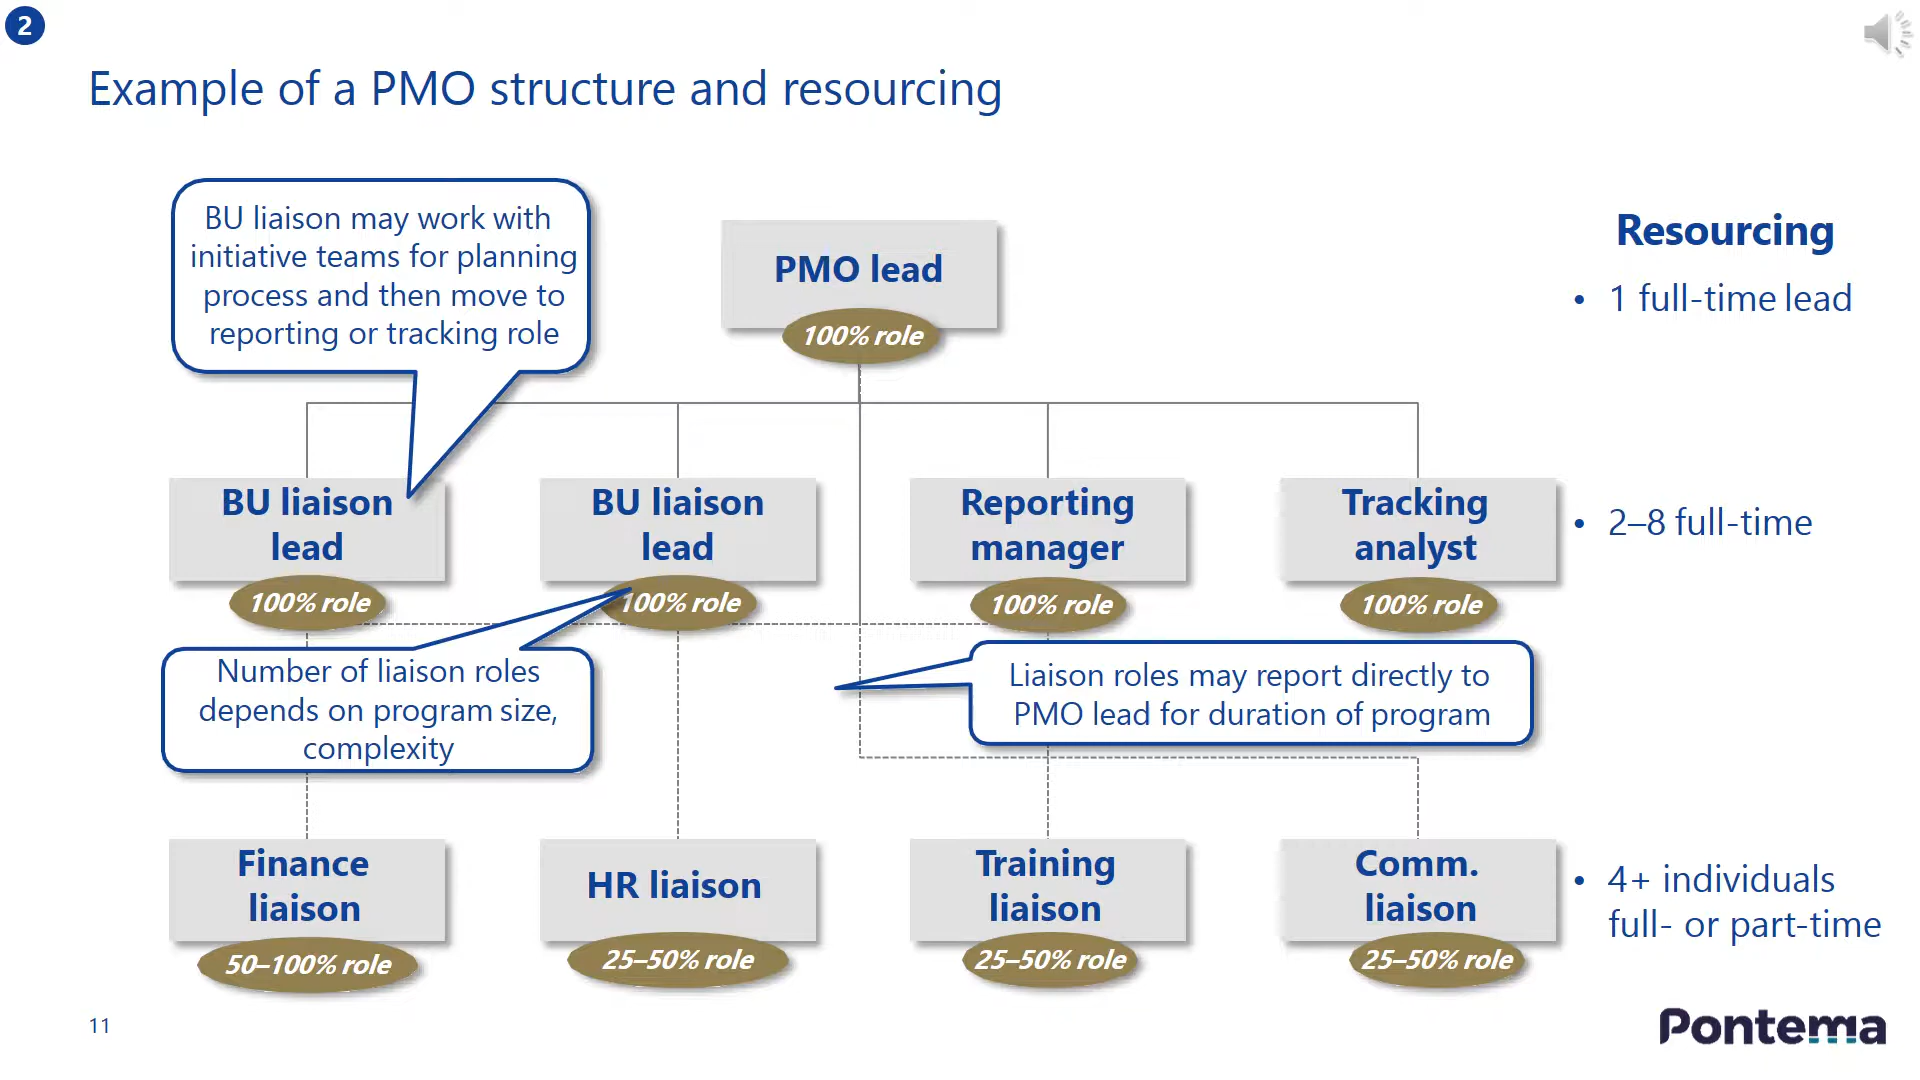 2
Example of a PMO structure and resourcing
BU liaison may work with
initiative teams for planning
process and then move to
reporting or tracking role
PMO lead
100% role
Resourcing
• 1 full-time lead
BU liaison
lead
100% role
BU liaison
lead
100% role
Reporting
manager
100% role
Tracking
analyst
100% role
• 2–8 full-time
Number of liaison roles
depends on program size,
complexity
Liaison roles may report directly to
PMO lead for duration of program
Finance
liaison
50–100% role
HR liaison
25–50% role
Training
liaison
25–50% role
Comm.
liaison
25–50% role
• 4+ individuals
full- or part-time
11
Pontema